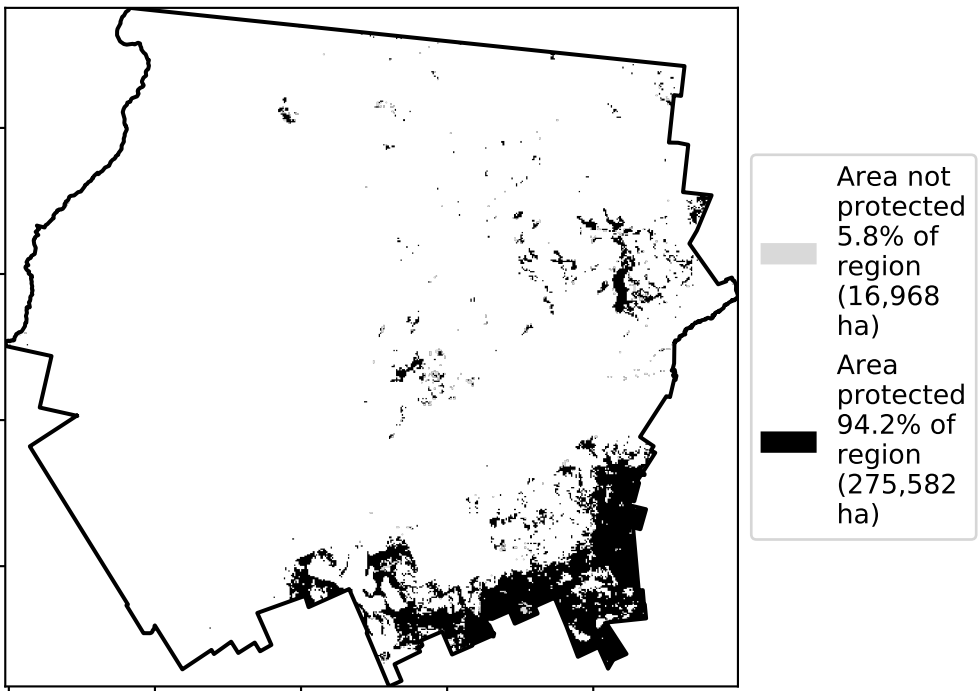 Area not
protected
5.8% of
region
(16,968
ha)
Area
protected
94.2% of
region
(275,582
ha)